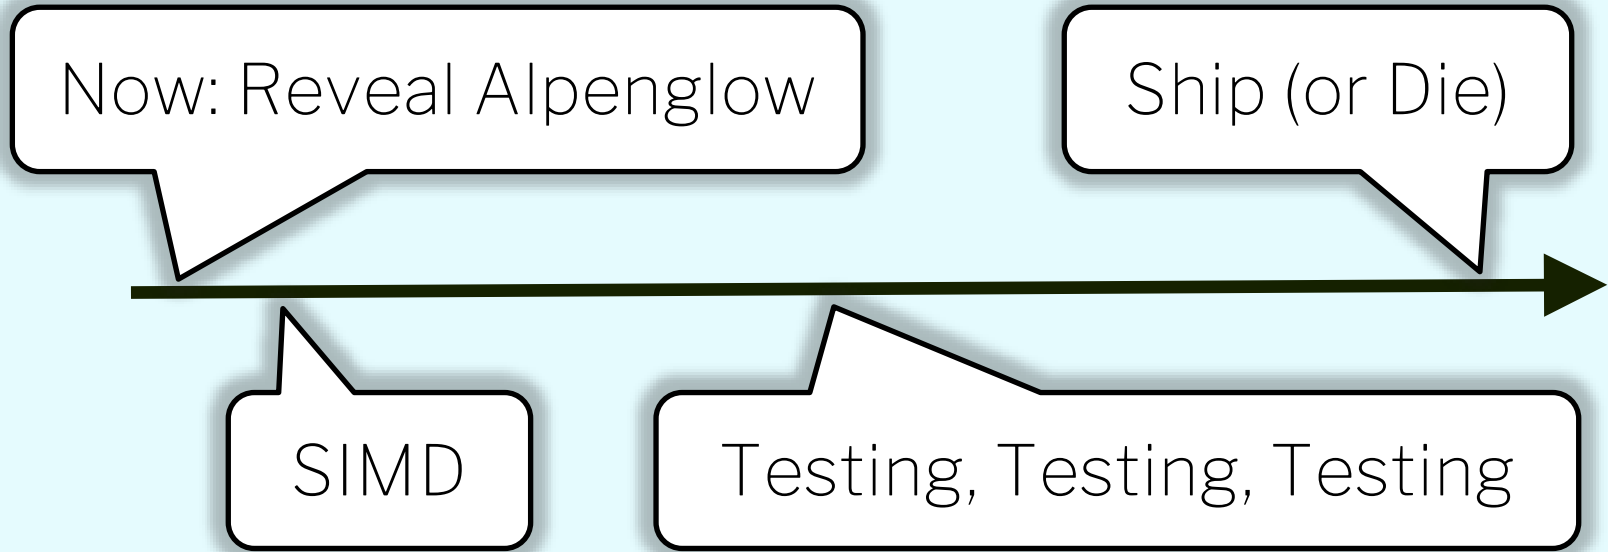 Now: Reveal Alpenglow
Ship (or Die)
SIMD
Testing, Testing, Testing